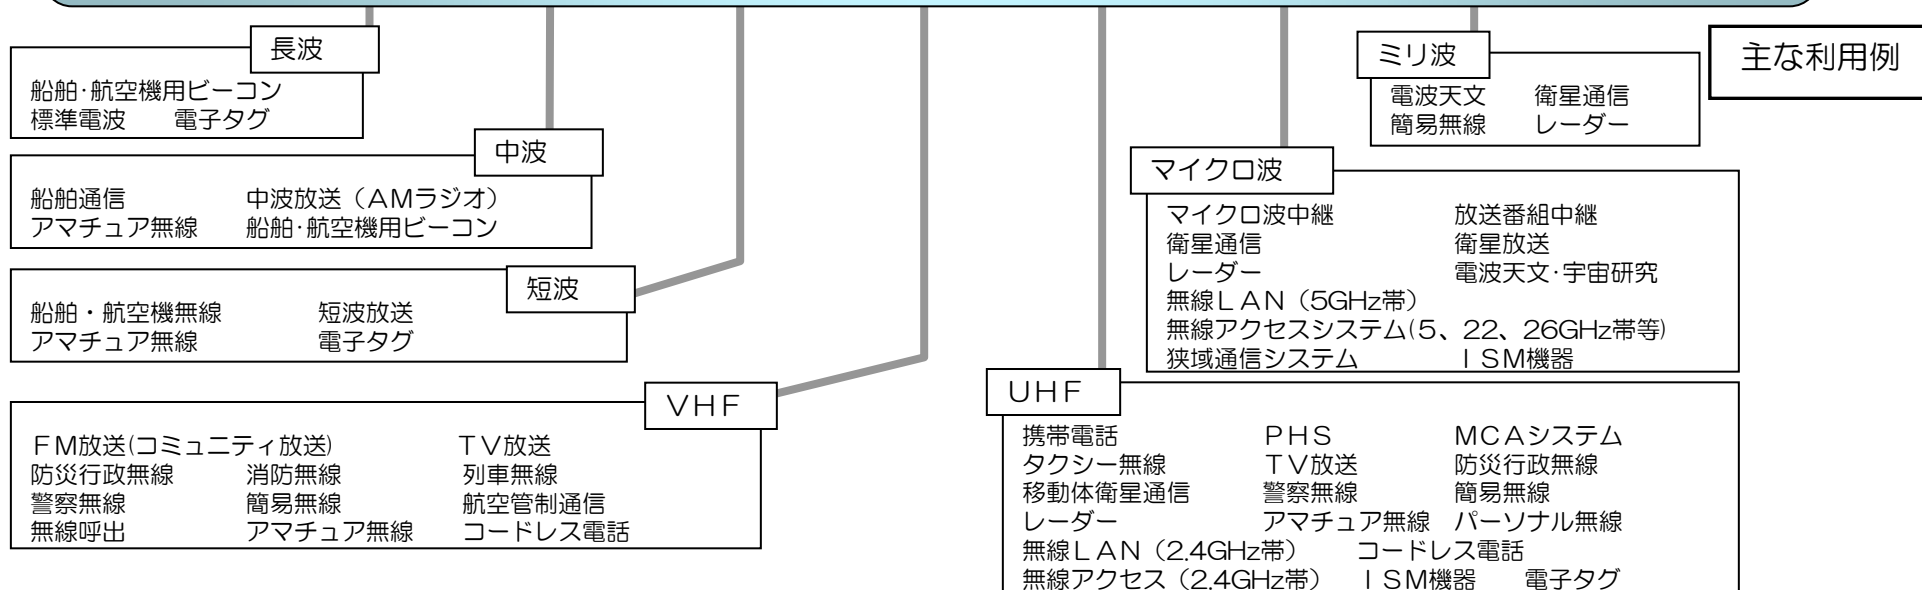 主な利用例
長波
船舶･航空機用ビーコン
標準電波　電子タグ
中波
船舶通信　中波放送（ＡＭラジオ）
アマチュア無線　船舶･航空機用ビーコン
短波
船舶・航空機無線　短波放送
アマチュア無線　電子タグ
ＶＨＦ
ＦＭ放送(コミュニティ放送)　ＴＶ放送
防災行政無線　消防無線　列車無線
警察無線　簡易無線　航空管制通信
無線呼出　アマチュア無線　コードレス電話
ミリ波
電波天文　衛星通信
簡易無線　レーダー
マイクロ波
マイクロ波中継　放送番組中継
衛星通信　衛星放送
レーダー　電波天文･宇宙研究
無線ＬＡＮ（5GHz帯）
無線アクセスシステム(5、22、26GHz帯等)
狭域通信システム　ＩＳＭ機器
ＵＨＦ
携帯電話　ＰＨＳ　ＭＣＡシステム
タクシー無線　ＴＶ放送　防災行政無線
移動体衛星通信　警察無線　簡易無線
レーダー　アマチュア無線　パーソナル無線
無線ＬＡＮ（2.4GHz帯）　コードレス電話
無線アクセス（2.4GHz帯）　ＩＳＭ機器　電子タグ